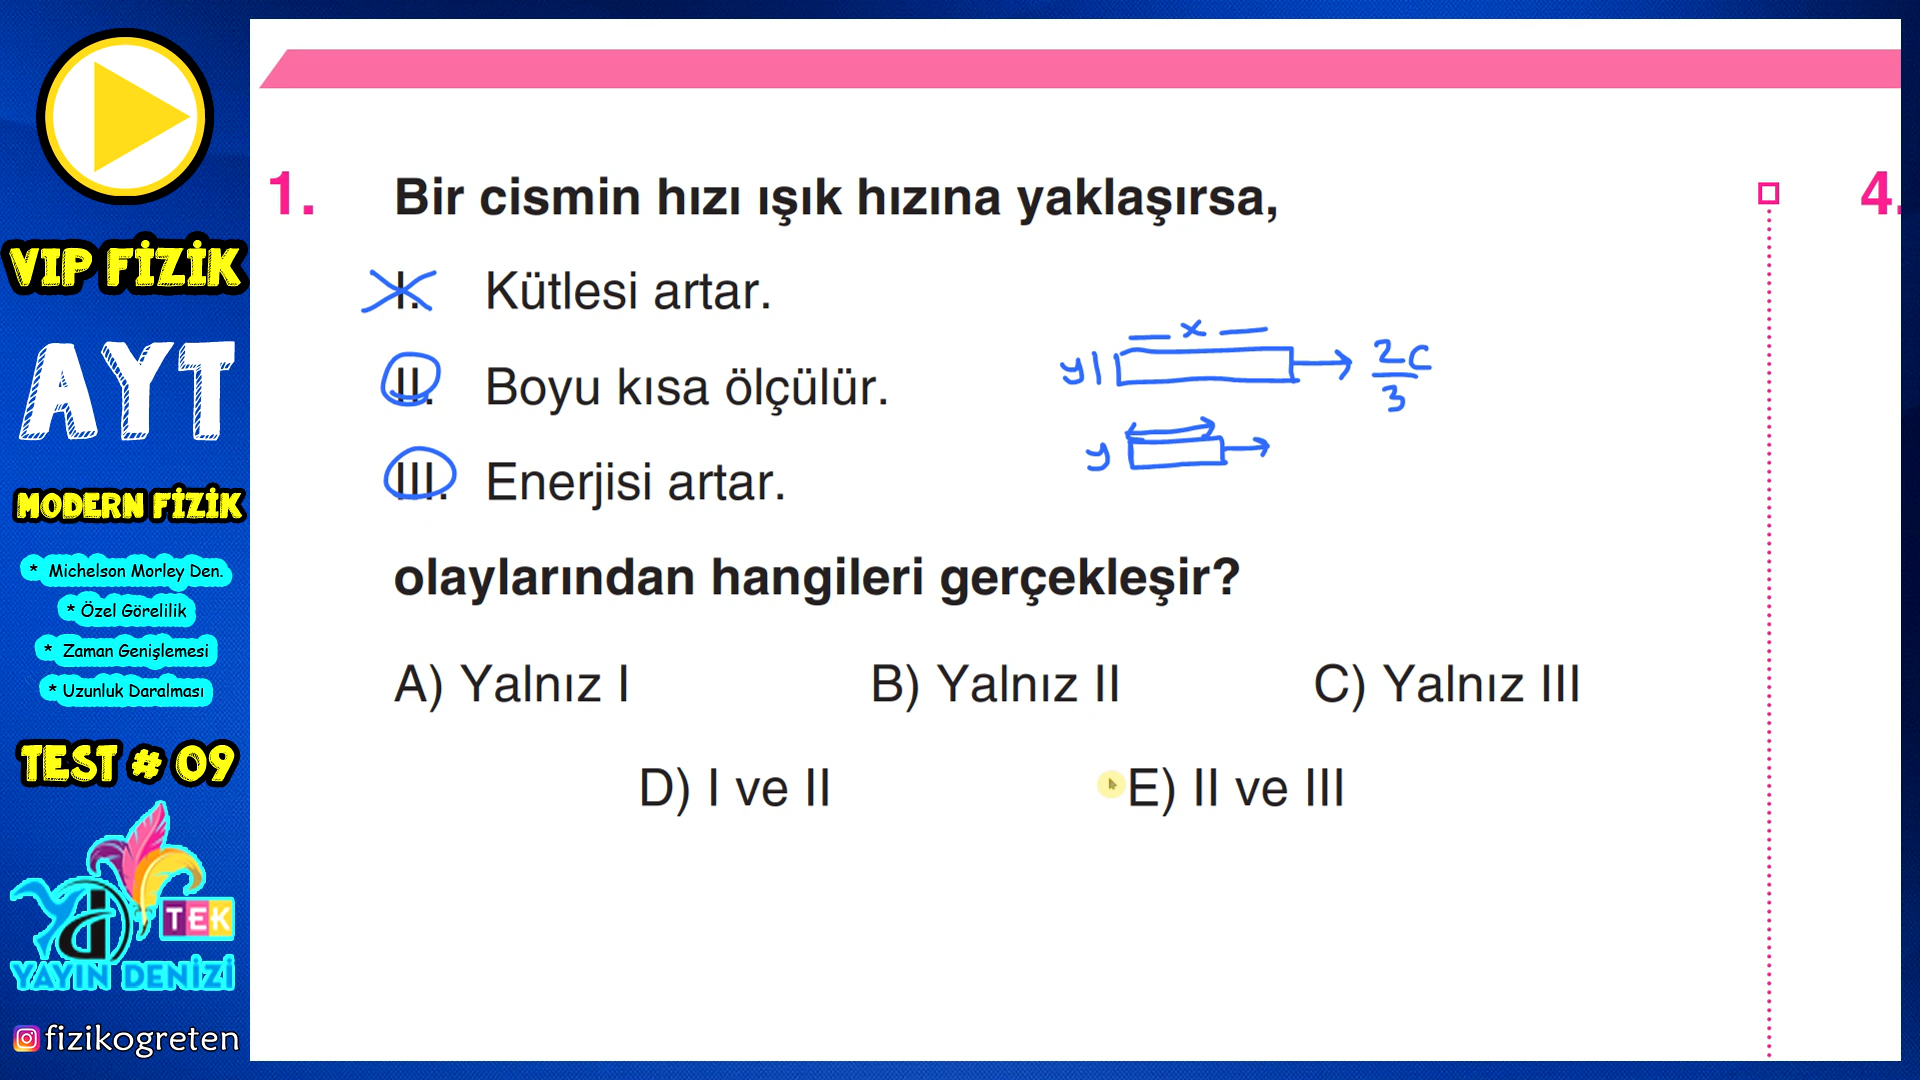 VIP FİZİK
AYT
MODERN FİZİK
* Michelson Morley Den.
* Özel Görelilik
* Zaman Genişlemesi
* Uzunluk Daralması
TEST # 09
yd
TEK
YAYIN DENİZİ
fizikogreten
1. Bir cismin hızı ışık hızına yaklaşırsa,
I. Kütlesi artar.
II. Boyu kısa ölçülür.
III. Enerjisi artar.
x
y
2c
3
y
olaylarından hangileri gerçekleşir?
A) Yalnız I B) Yalnız II C) Yalnız III
D) I ve II E) II ve III
4.